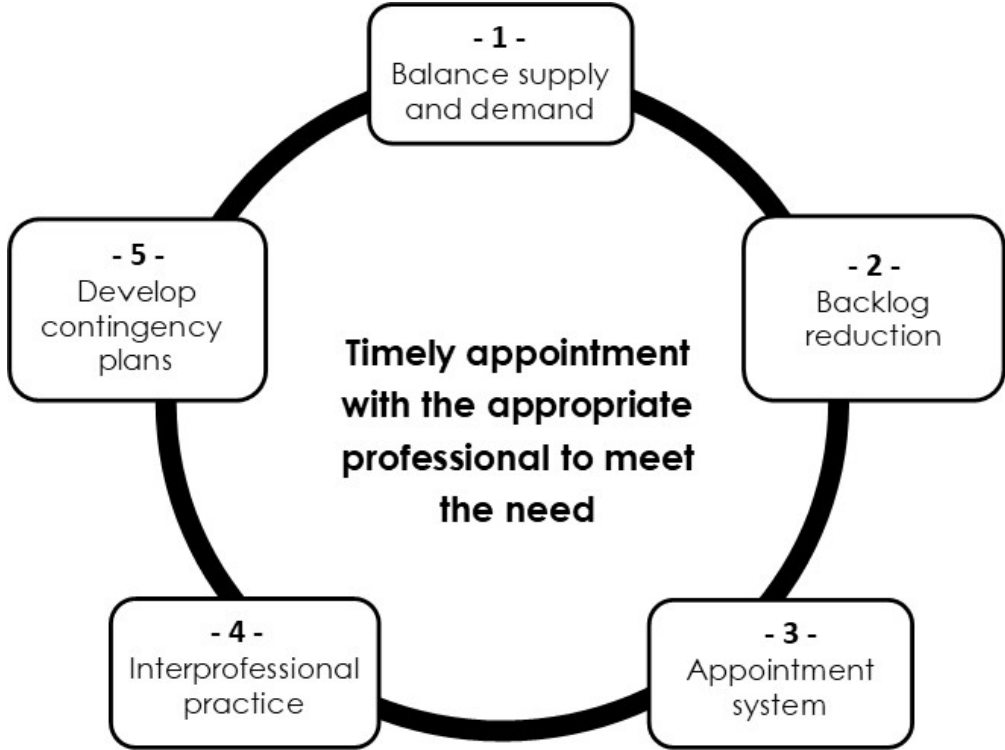 - 1 -
Balance supply
and demand
- 2 -
Backlog
reduction
- 3 -
Appointment
system
- 4 -
Interprofessional
practice
- 5 -
Develop
contingency
plans
Timely appointment
with the appropriate
professional to meet
the need